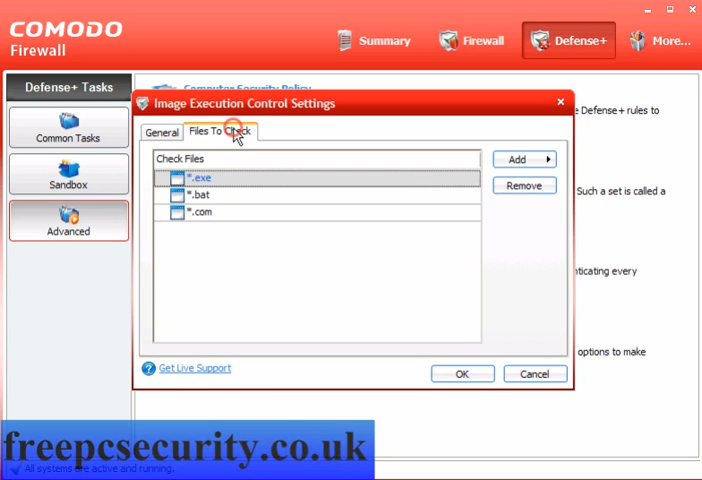 COMODO
Firewall
Summary
Firewall
Defense+
More...
Defense+ Tasks
Common Tasks
Sandbox
Advanced
Computer Security Policy
Image Execution Control Settings
General
Files To Check
Check Files
*.exe
*.bat
*.com
Add
Remove
Get Live Support
OK
Cancel
e Defense+ rules to
Such a set is called a
nticating every
options to make
freepcsecurity.co.uk
All systems are active and running.